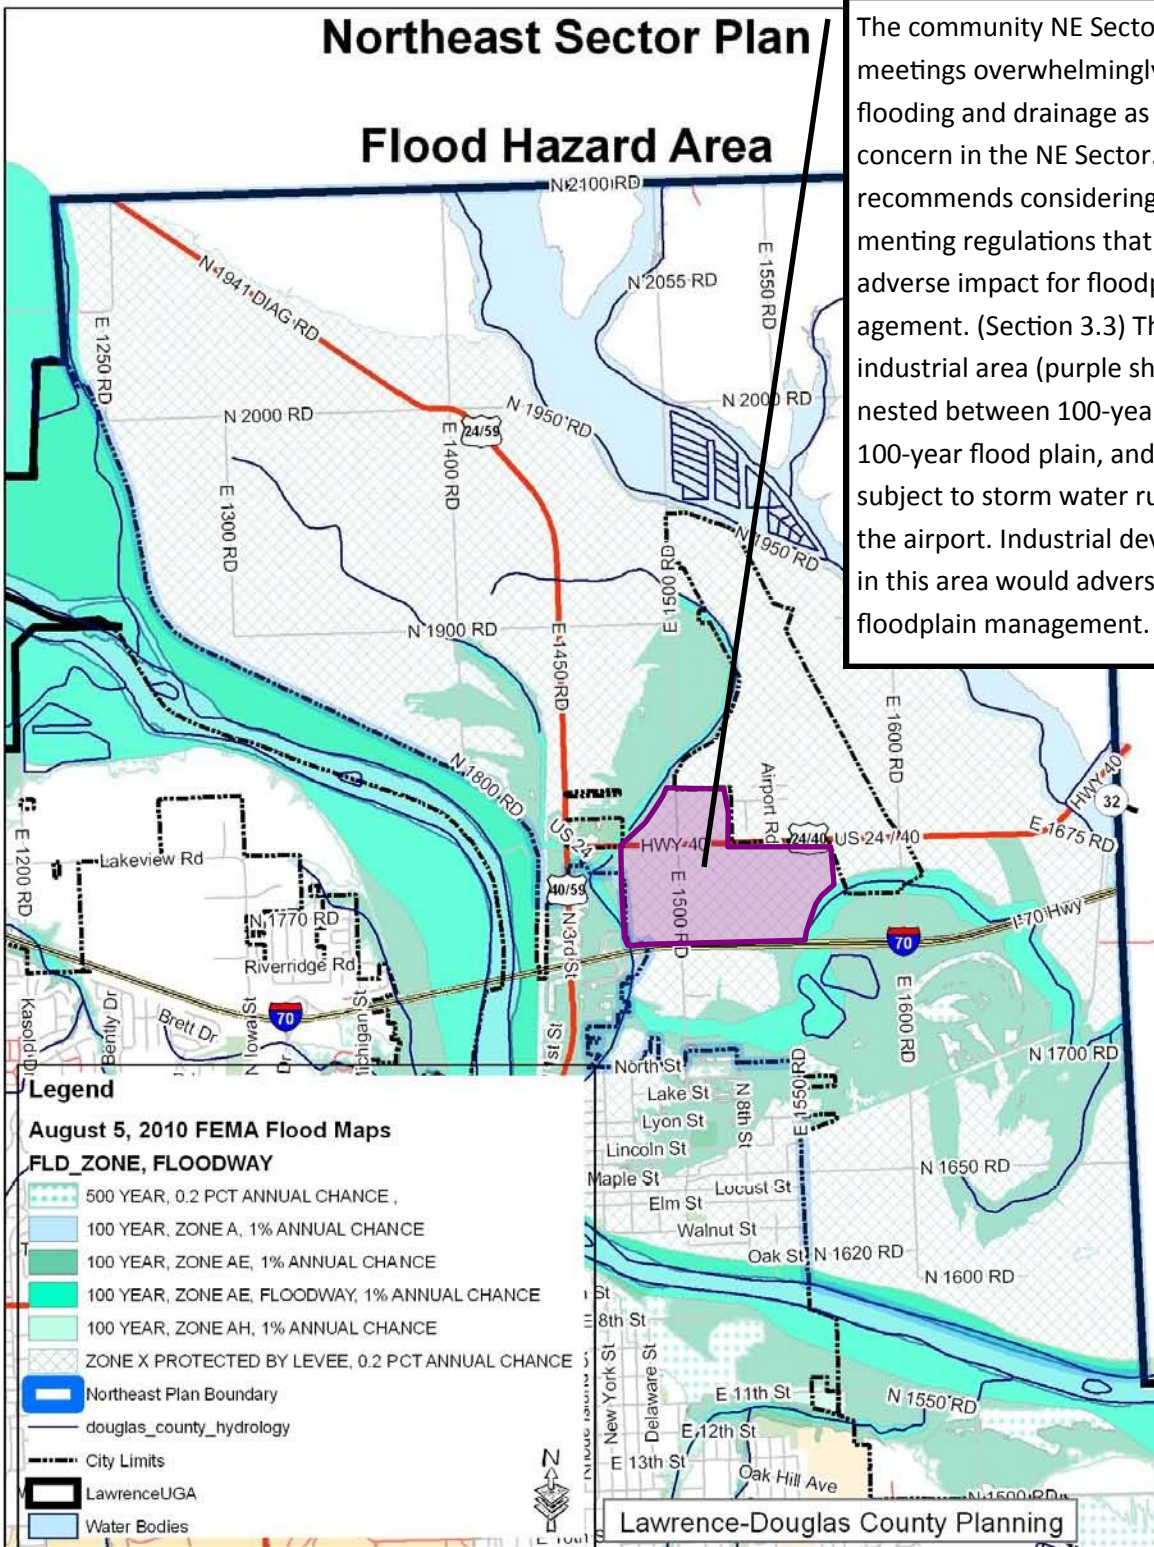 Northeast Sector Plan
Flood Hazard Area
The community NE Secto
meetings overwhelmingly
flooding and drainage as
concern in the NE Sector.
recommends considering
menting regulations that
adverse impact for floodp
agement. (Section 3.3) Th
industrial area (purple sh
nested between 100-year
100-year flood plain, and
subject to storm water ru
the airport. Industrial dev
in this area would advers
floodplain management.
N 2100 RD
N 1941 DIAG RD
N 2055 RD
E 1550 RD
E 1250 RD
N 2000 RD
24/59
N 1950 RD
N 2000 RD
E 1400 RD
E 1300 RD
N 1950 RD
E 1500 RD
N 1900 RD
E 1450 RD
E 1600 RD
N 1800 RD
Airport Rd
HWY 40
32
US 24
HWY 40
24/40
US 24 / 40
E 1675 RD
Lakeview Rd
E 1200 RD
40/59
E 1500 RD
N 1770 RD
N 3rd St
I-70 Hwy
70
Riverridge Rd
E 1600 RD
70
Kasold Dr
Brett Dr
Iowa St
Michigan St
1st St
N 1700 RD
North St
E 1550 RD
Lake St
N 8th St
Lyon St
Lincoln St
N 1650 RD
Maple St
Locust St
Elm St
Walnut St
Oak St
N 1620 RD
N 1600 RD
E 8th St
New York St
Delaware St
E 11th St
N 1550 RD
E 12th St
E 13th St
Oak Hill Ave
N 1500 RD
Legend
August 5, 2010 FEMA Flood Maps
FLD_ZONE, FLOODWAY
500 YEAR, 0.2 PCT ANNUAL CHANCE ,
100 YEAR, ZONE A, 1% ANNUAL CHANCE
100 YEAR, ZONE AE, 1% ANNUAL CHANCE
100 YEAR, ZONE AE, FLOODWAY, 1% ANNUAL CHANCE
100 YEAR, ZONE AH, 1% ANNUAL CHANCE
ZONE X PROTECTED BY LEVEE, 0.2 PCT ANNUAL CHANCE
Northeast Plan Boundary
douglas_county_hydrology
City Limits
LawrenceUGA
Water Bodies
N
Lawrence-Douglas County Planning